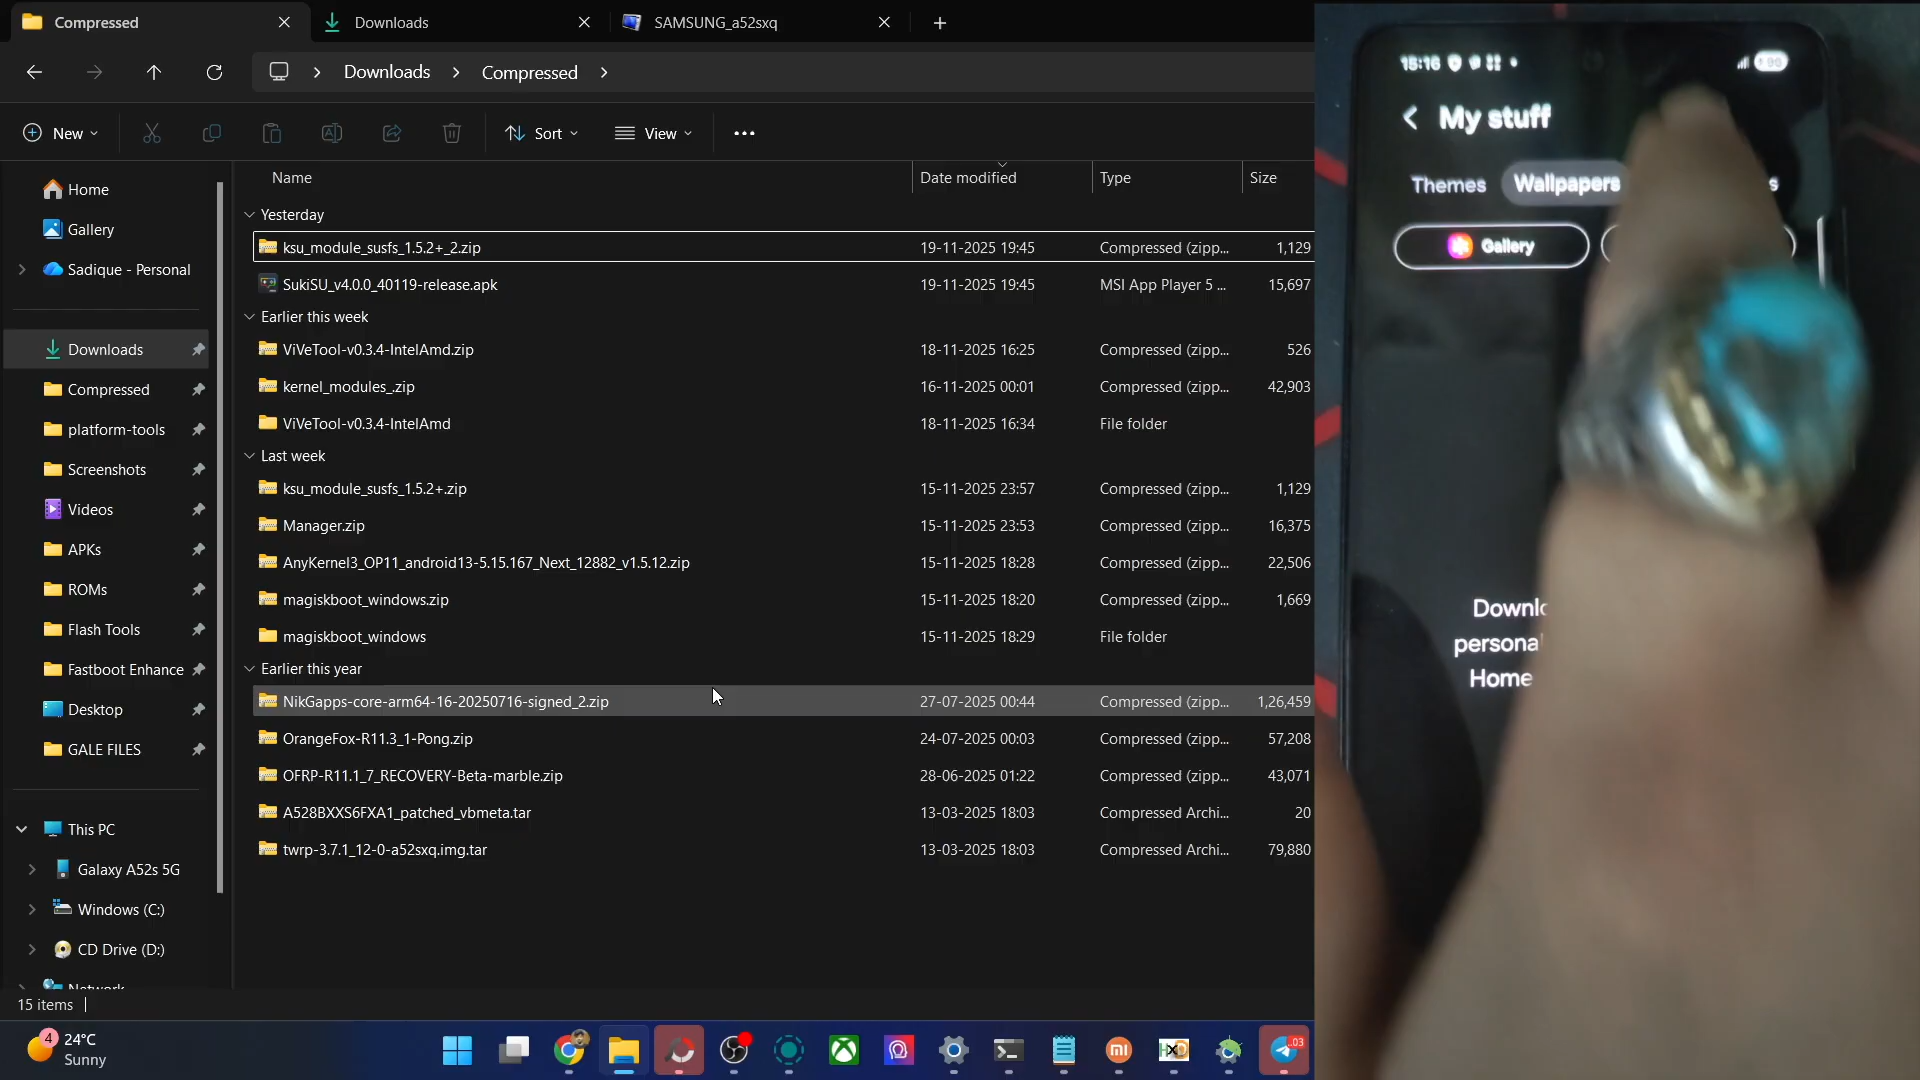 Compressed
Downloads
SAMSUNG_a52sxq
Downloads
Compressed
New
Sort
View
Name
Date modified
Type
Size
Home
Gallery
Sadique - Personal
Downloads
Compressed
platform-tools
Screenshots
Videos
APKs
ROMs
Flash Tools
Fastboot Enhance
Desktop
GALE FILES
This PC
Galaxy A52s 5G
Windows (C:)
CD Drive (D:)
Network
Yesterday
ksu_module_susfs_1.5.2+_2.zip 19-11-2025 19:45 Compressed (zipp... 1,129
SukiSU_v4.0.0_40119-release.apk 19-11-2025 19:45 MSI App Player 5 ... 15,697
Earlier this week
ViVeTool-v0.3.4-IntelAmd.zip 18-11-2025 16:25 Compressed (zipp... 526
kernel_modules_.zip 16-11-2025 00:01 Compressed (zipp... 42,903
ViVeTool-v0.3.4-IntelAmd 18-11-2025 16:34 File folder
Last week
ksu_module_susfs_1.5.2+.zip 15-11-2025 23:57 Compressed (zipp... 1,129
Manager.zip 15-11-2025 23:53 Compressed (zipp... 16,375
AnyKernel3_OP11_android13-5.15.167_Next_12882_v1.5.12.zip 15-11-2025 18:28 Compressed (zipp... 22,506
magiskboot_windows.zip 15-11-2025 18:20 Compressed (zipp... 1,669
magiskboot_windows 15-11-2025 18:29 File folder
Earlier this year
NikGapps-core-arm64-16-20250716-signed_2.zip 27-07-2025 00:44 Compressed (zipp... 1,26,459
OrangeFox-R11.3_1-Pong.zip 24-07-2025 00:03 Compressed (zipp... 57,208
OFRP-R11.1_7_RECOVERY-Beta-marble.zip 28-06-2025 01:22 Compressed (zipp... 43,071
A528BXXS6FXA1_patched_vbmeta.tar 13-03-2025 18:03 Compressed Archi... 20
twrp-3.7.1_12-0-a52sxq.img.tar 13-03-2025 18:03 Compressed Archi... 79,880
15 items
4
24°C
Sunny
mi
HxD
..03
15:16
90
My stuff
Themes Wallpapers s
Gallery
Downlo
personal
Home